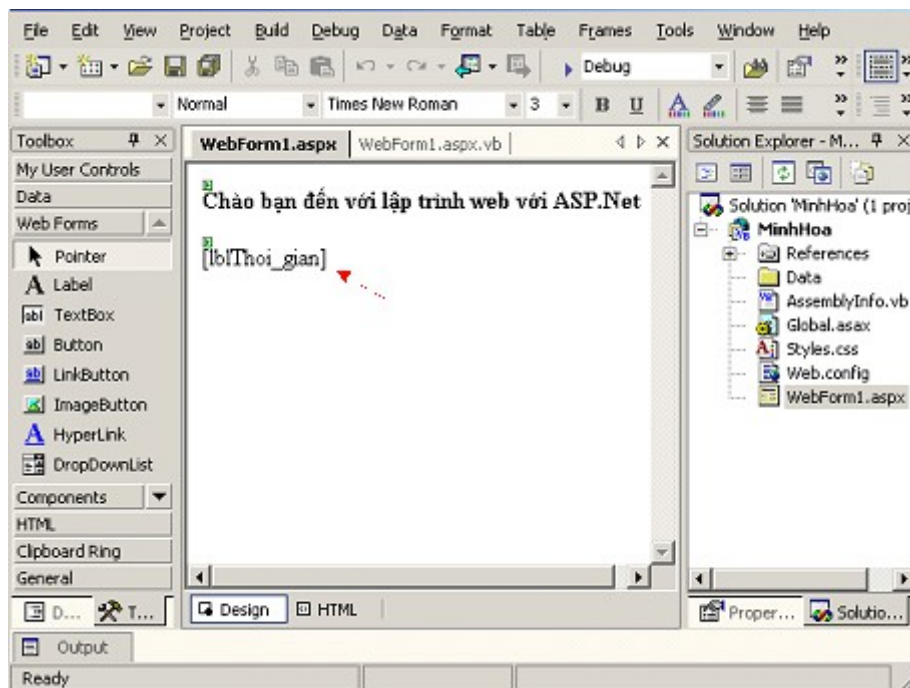 File Edit View Project Build Debug Data Format Table Frames Tools Window Help
Debug
Normal Times New Roman 3 B U A
Toolbox
My User Controls
Data
Web Forms
Pointer
A Label
abl TextBox
ab Button
ab LinkButton
ImageButton
A HyperLink
DropDownList
Components
HTML
Clipboard Ring
General
D... T...
WebForm1.aspx WebForm1.aspx.vb
Chào bạn đến với lập trình web với ASP.Net
[lblThoi_gian]
Design HTML
Solution Explorer - M...
Solution 'MinhHoa' (1 proj
MinhHoa
References
Data
AssemblyInfo.vb
Global.asax
Styles.css
Web.config
WebForm1.aspx
Proper... Solutio...
Output
Ready